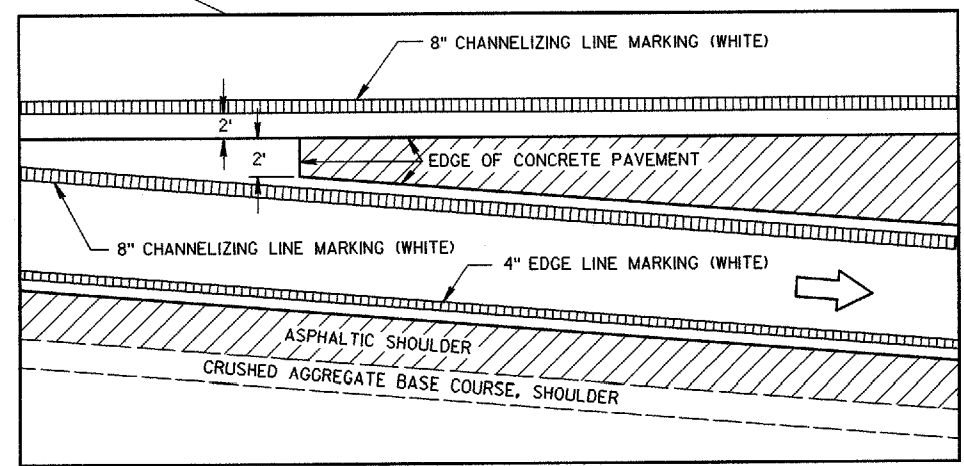 8" CHANNELIZING LINE MARKING (WHITE)
2'
2'
EDGE OF CONCRETE PAVEMENT
8" CHANNELIZING LINE MARKING (WHITE)
4" EDGE LINE MARKING (WHITE)
ASPHALTIC SHOULDER
CRUSHED AGGREGATE BASE COURSE, SHOULDER